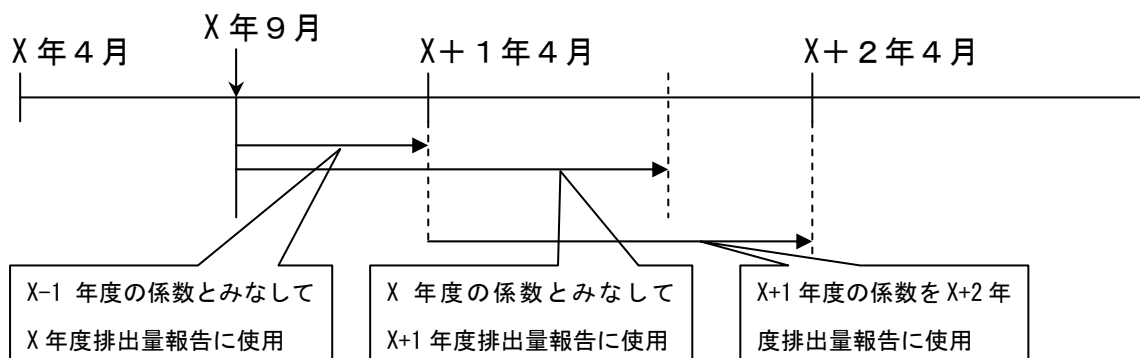 X年4月
X年9月
X+1年4月
X+2年4月
X-1 年度の係数とみなして
X年度排出量報告に使用
X 年度の係数とみなして
X+1年度排出量報告に使用
X+1年度の係数をX+2年
度排出量報告に使用